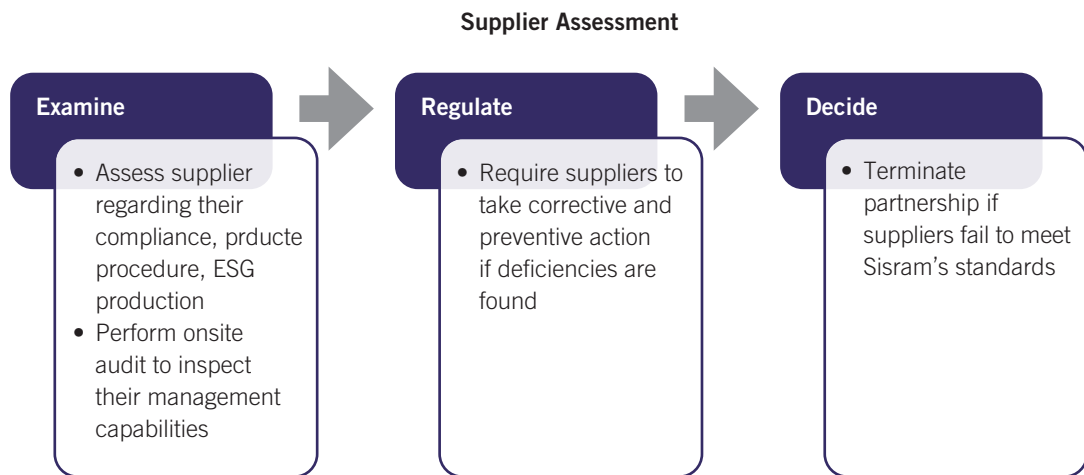 Supplier Assessment
Examine
• Assess supplier
regarding their
compliance, prducte
procedure, ESG
production
• Perform onsite
audit to inspect
their management
capabilities
Regulate
• Require suppliers to
take corrective and
preventive action
if deficiencies are
found
Decide
• Terminate
partnership if
suppliers fail to meet
Sisram’s standards